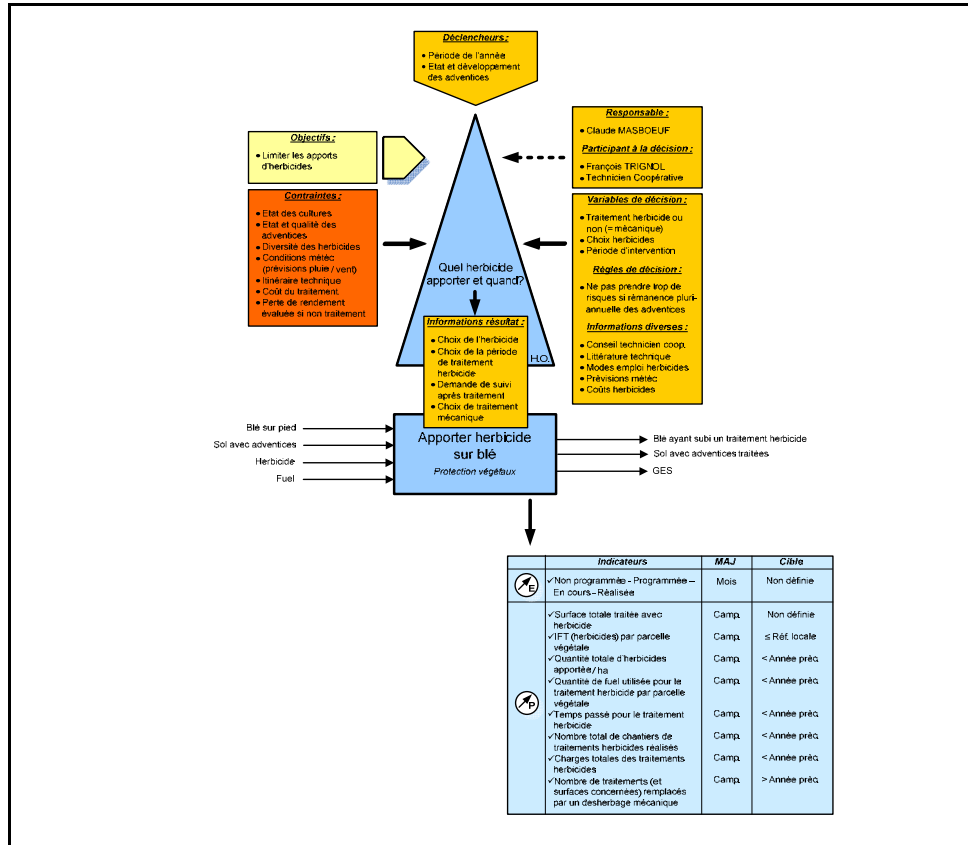 Déclencheurs :
• Période de l'année
• Etat et développement
des adventices
Objectifs :
• Limiter les apports
d'herbicides
Responsable :
• Claude MASBOEUF
Participant à la décision :
• François TRIGNOL
• Technicien Coopérative
Contraintes :
• Etat des cultures
• Etat et qualité des
adventices
• Diversité des herbicides
• Conditions météo
(prévisions pluie / vent)
• Itinéraire technique
• Coût du traitement
• Perte de rendement
évaluée si non traitement
Variables de décision :
• Traitement herbicide ou
non (= mécanique)
• Choix herbicides
• Période d'intervention
Règles de décision :
• Ne pas prendre trop de
risques si rémanence pluri-
annuelle des adventices
Informations diverses :
• Conseil technicien coop.
• Littérature technique
• Modes emploi herbicides
• Prévisions météo
• Coûts herbicides
Quel herbicide
apporter et quand?
Informations résultat :
• Choix de l'herbicide
• Choix de la période
de traitement
herbicide
• Demande de suivi
après traitement
• Choix de traitement
mécanique
H.O.
Blé sur pied
Sol avec adventices
Herbicide
Fuel
Apporter herbicide
sur blé
Protection végétaux
Blé ayant subi un traitement herbicide
Sol avec adventices traitées
GES
Indicateurs MAJ Cible
E
✓Non programmée - Programmée – Mois Non définie
En cours – Réalisée
P
✓Surface totale traitée avec Camp. Non définie
herbicide
✓IFT (herbicides) par parcelle Camp. ≤ Réf. locale
végétale
✓Quantité totale d'herbicides Camp. < Année préc.
apportée / ha
✓Quantité de fuel utilisée pour le Camp. < Année préc.
traitement herbicide par parcelle
végétale
✓Temps passé pour le traitement Camp. < Année préc.
herbicide
✓Nombre total de chantiers de Camp. < Année préc.
traitements herbicides réalisés
✓Charges totales des traitements Camp. < Année préc.
herbicides
✓Nombre de traitements (et Camp. > Année préc.
surfaces concernées) remplacés
par un desherbage mécanique